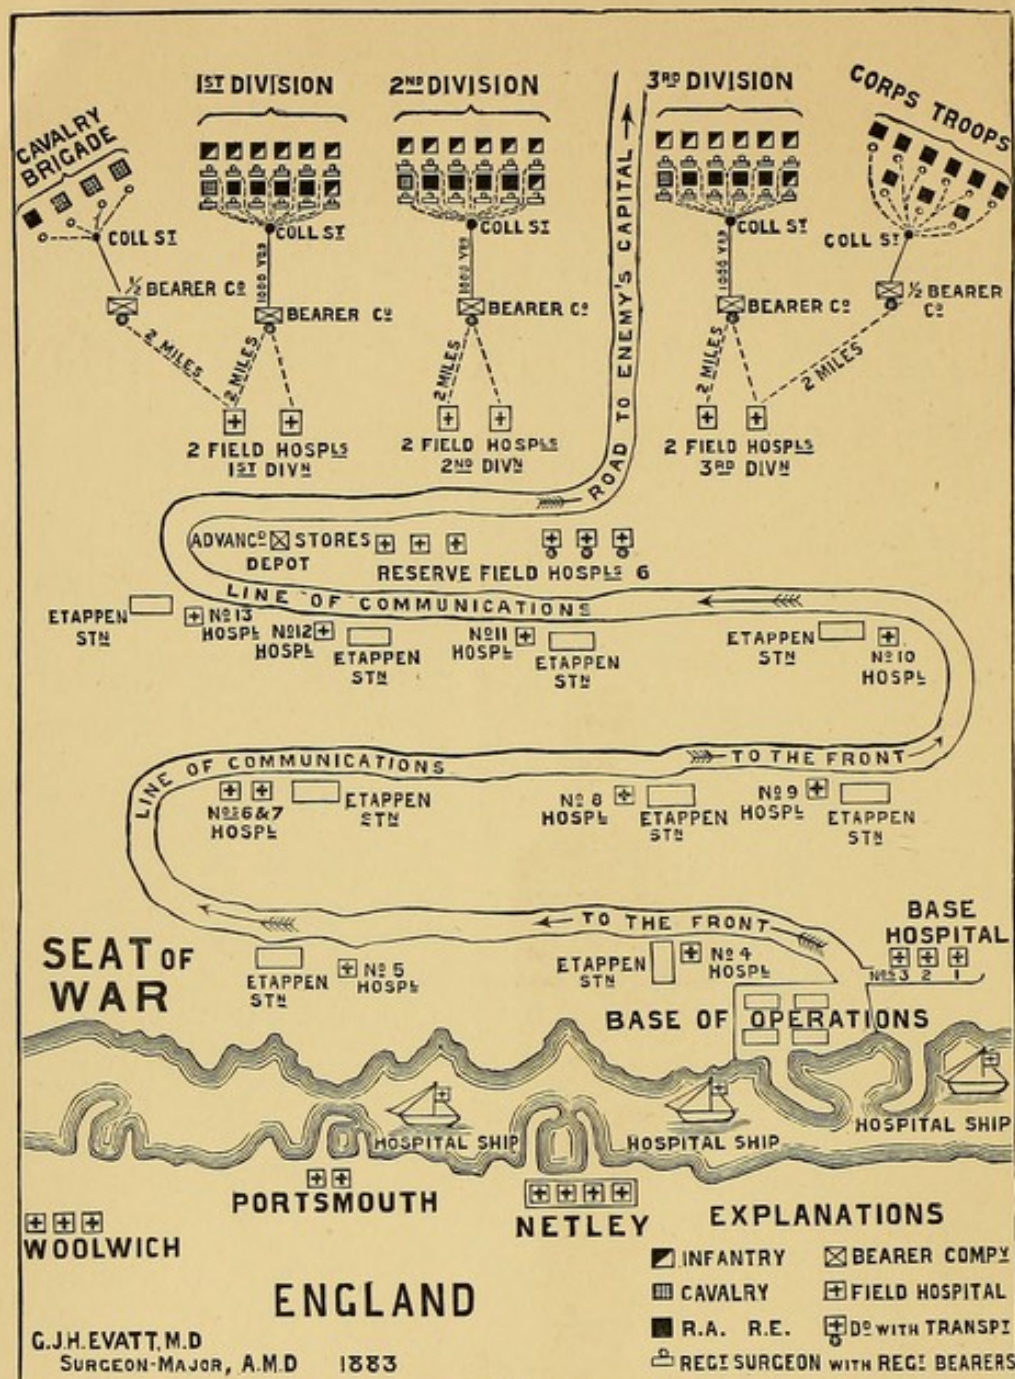 1ST DIVISION
2ND DIVISION
3RD DIVISION
CORPS TROOPS
CAVALRY
BRIGADE
COLL ST
COLL ST
COLL ST
COLL ST
COLL ST
1000 YDS
1000 YDS
1000 YDS
½ BEARER Co
BEARER Co
BEARER Co
BEARER Co
½ BEARER
Co
2 MILES
2 MILES
2 MILES
2 MILES
2 MILES
2 FIELD HOSPLS
1ST DIVN
2 FIELD HOSPLS
2ND DIVN
2 FIELD HOSPLS
3RD DIVN
ROAD TO ENEMY'S CAPITAL
ADVANCD STORES
DEPOT
RESERVE FIELD HOSPLS 6
LINE OF COMMUNICATIONS
ETAPPEN
STN
No 13
HOSPL
No 12
HOSPL
ETAPPEN
STN
No 11
HOSPL
ETAPPEN
STN
ETAPPEN
STN
No 10
HOSPL
LINE OF COMMUNICATIONS
TO THE FRONT
Nos 6 & 7
HOSPL
ETAPPEN
STN
No 8
HOSPL
ETAPPEN
STN
No 9
HOSPL
ETAPPEN
STN
TO THE FRONT
BASE
HOSPITAL
Nos 3 2 1
SEAT OF
WAR
ETAPPEN
STN
No 5
HOSPL
ETAPPEN
STN
No 4
HOSPL
BASE OF OPERATIONS
HOSPITAL SHIP
HOSPITAL SHIP
HOSPITAL SHIP
PORTSMOUTH
NETLEY
WOOLWICH
ENGLAND
EXPLANATIONS
INFANTRY
BEARER COMPY
CAVALRY
FIELD HOSPITAL
R.A. R.E.
Do WITH TRANSPT
REGT SURGEON WITH REGT BEARERS
G.J.H. EVATT, M.D
SURGEON-MAJOR, A.M.D 1883